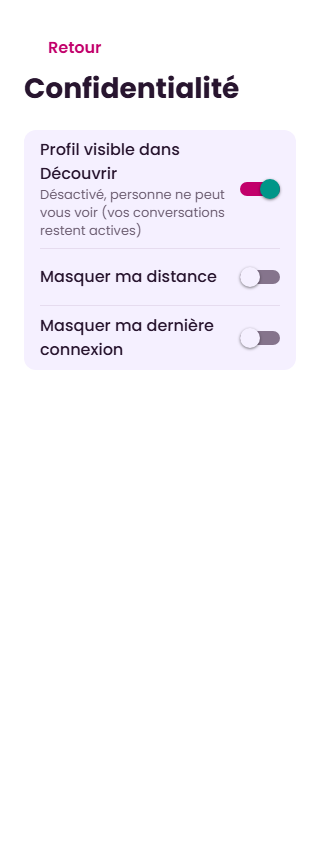 Retour
Confidentialité
Profil visible dans
Découvrir
Désactivé, personne ne peut
vous voir (vos conversations
restent actives)
Masquer ma distance
Masquer ma dernière
connexion